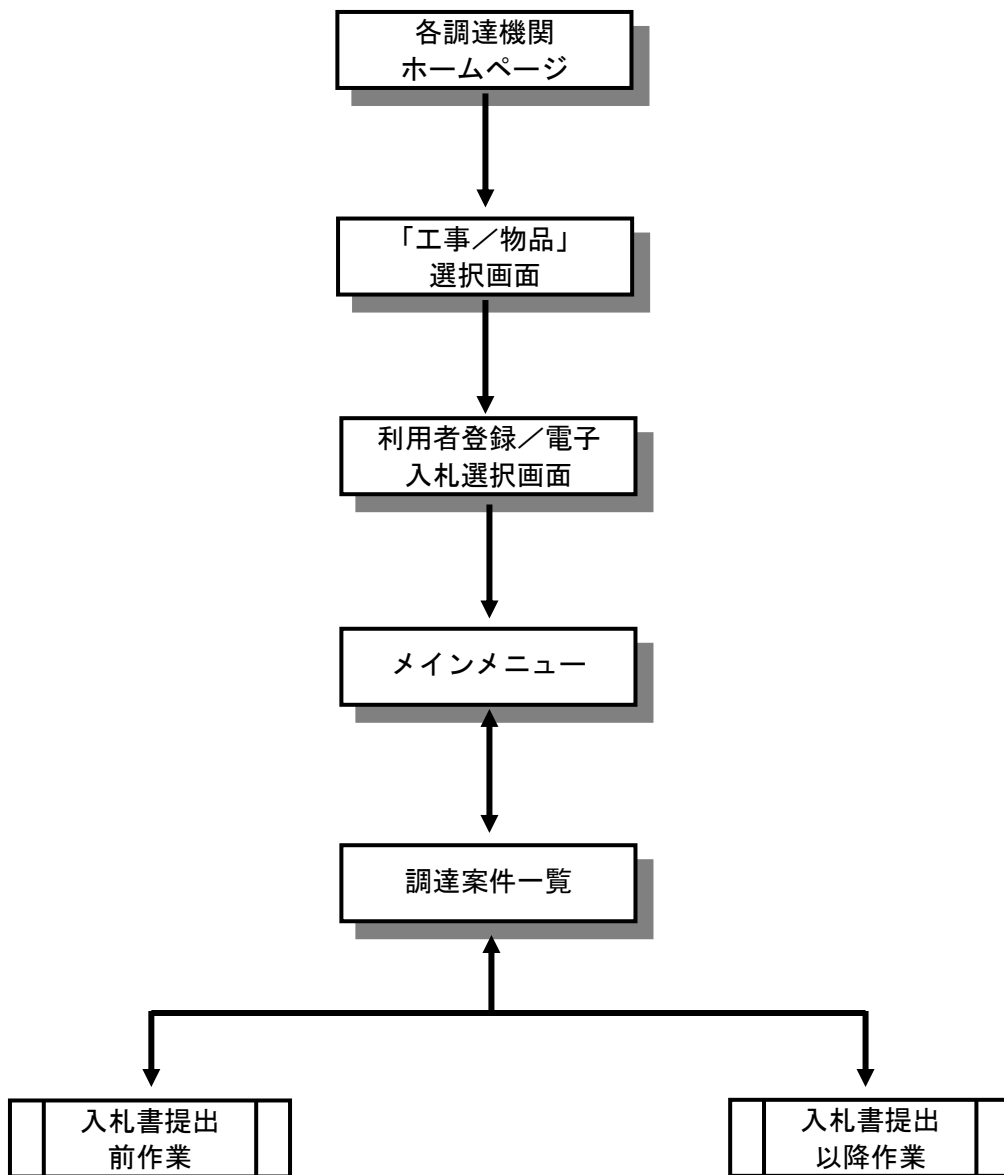 各調達機関
ホームページ
「工事／物品」
選択画面
利用者登録／電子
入札選択画面
メインメニュー
調達案件一覧
入札書提出
前作業
入札書提出
以降作業